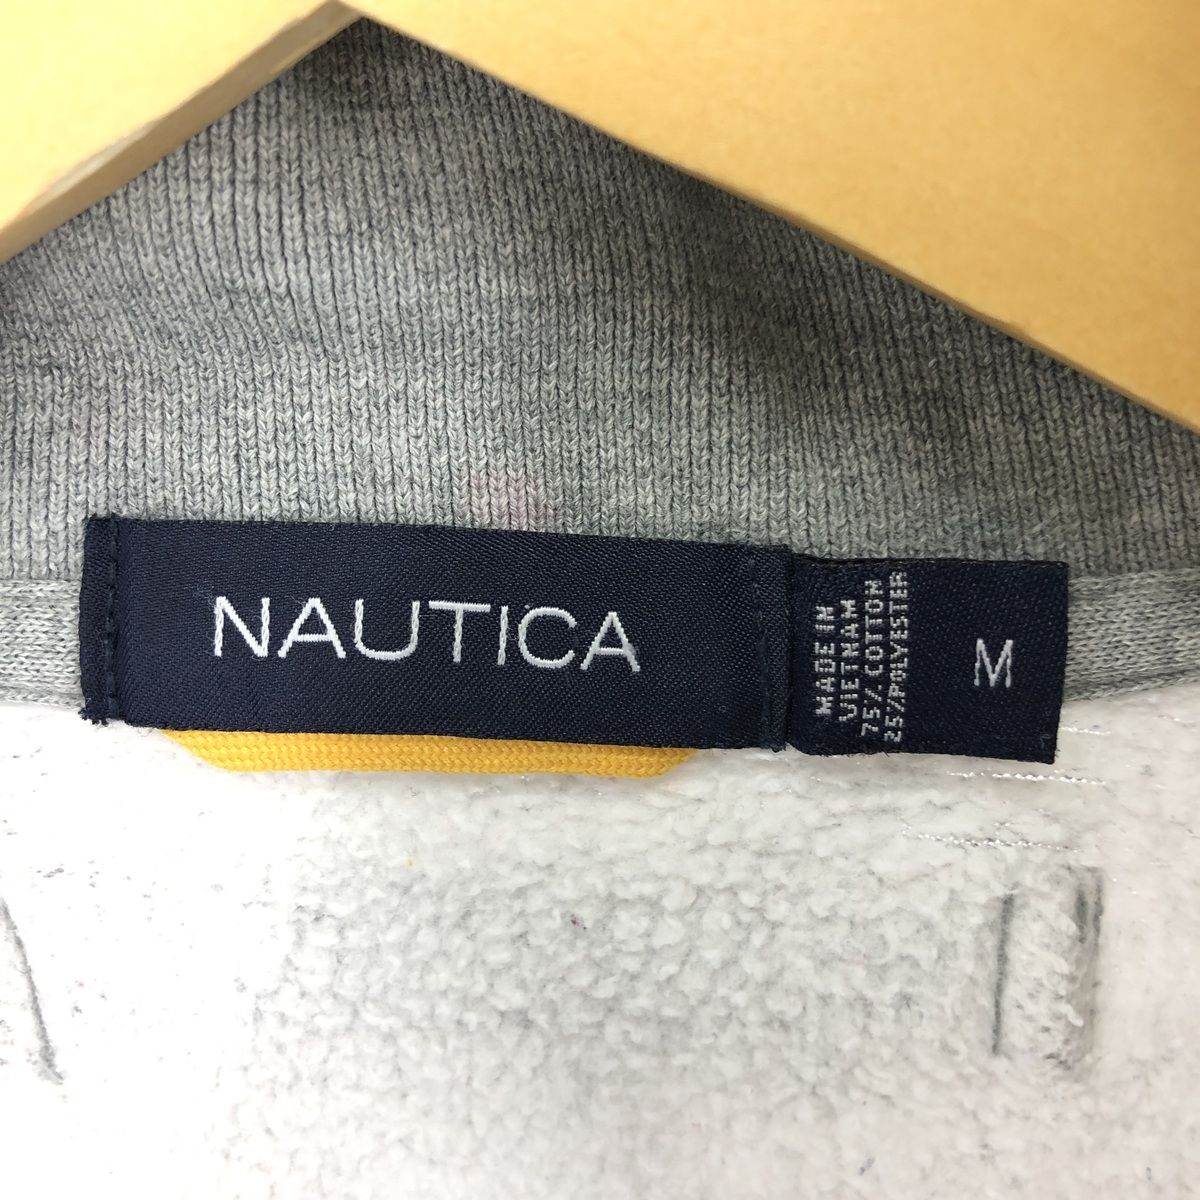 NAUTICA
MADE IN
VIETNAM
75% COTTON
25%POLYESTER
M